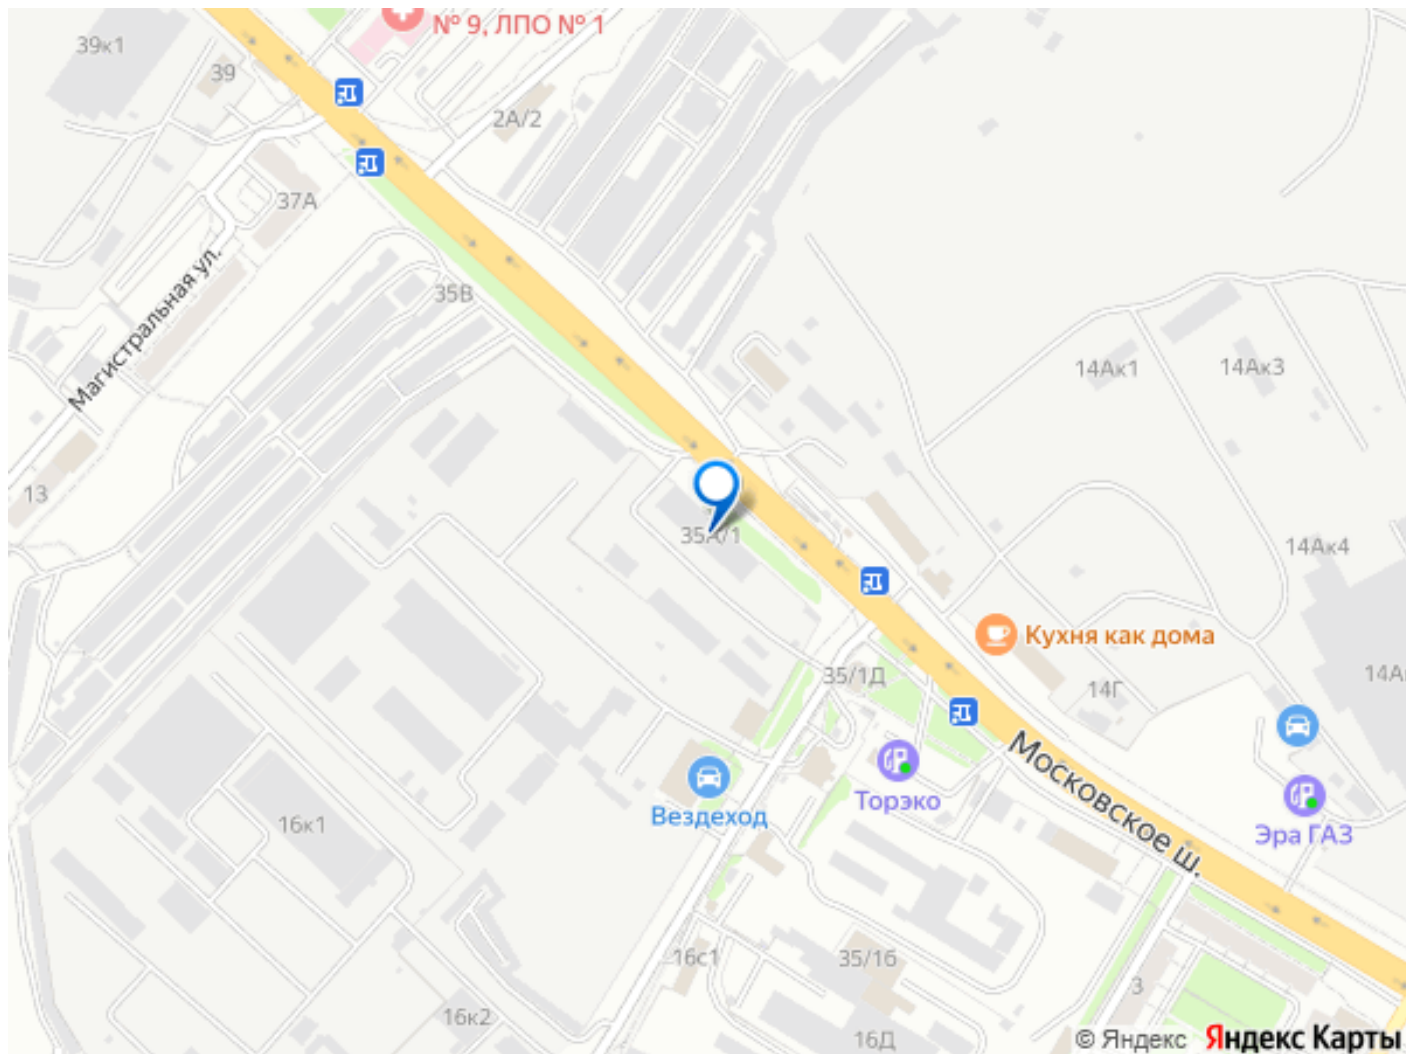 № 9, ЛПО № 1
39к1
39
2А/2
37А
Магистральная ул.
35В
14Ак1
14Ак3
13
35А/1
14Ак4
Кухня как дома
35/1Д
14Г
Московское ш.
Торэко
Вездеход
16к1
Эра ГАЗ
16с1
35/16
3
16к2
16Д
© Яндекс Яндекс Карты